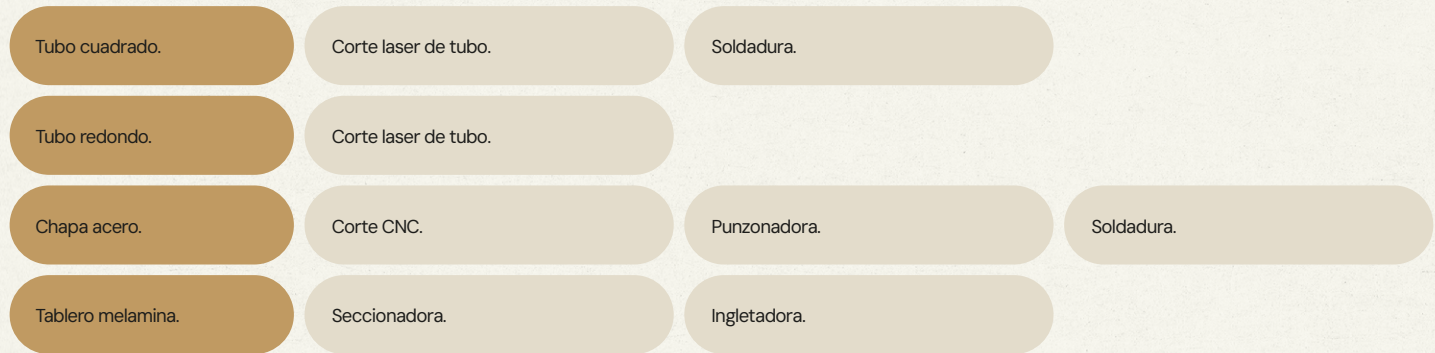 Tubo cuadrado. Corte laser de tubo. Soldadura.
Tubo redondo. Corte laser de tubo.
Chapa acero. Corte CNC. Punzonadora. Soldadura.
Tablero melamina. Seccionadora. Ingletadora.